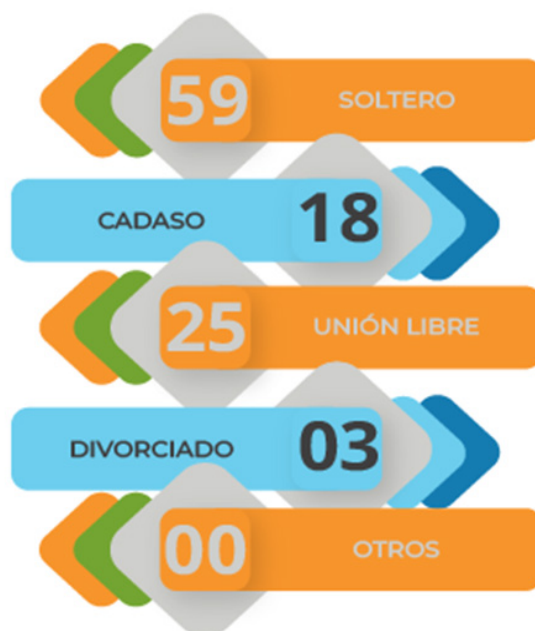 59 SOLTERO
CADASO 18
25 UNIÓN LIBRE
DIVORCIADO 03
00 OTROS